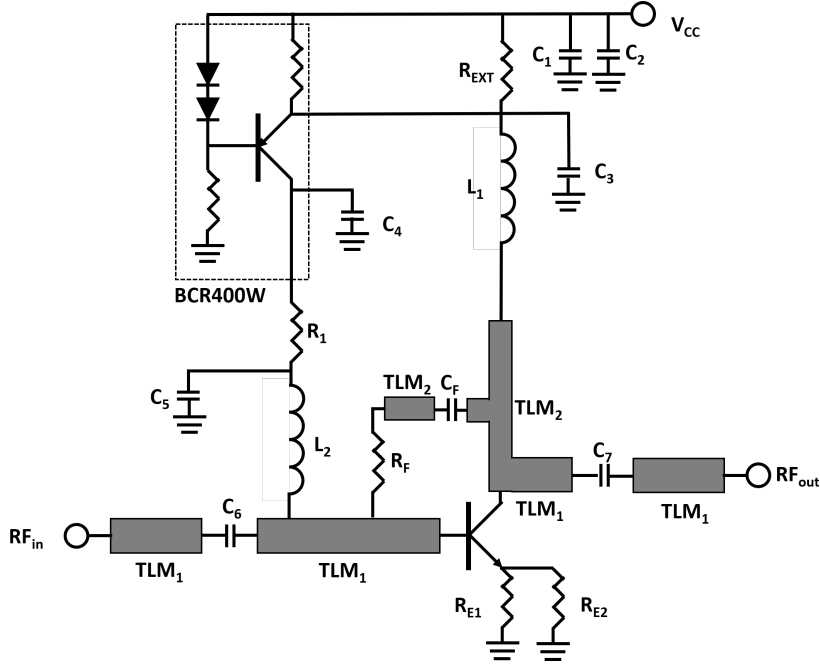 V_CC
C_1
C_2
R_EXT
C_3
L_1
C_4
BCR400W
R_1
C_5
TLM_2
C_F
TLM_2
L_2
R_F
C_7
RF_out
C_6
TLM_1
TLM_1
RF_in
TLM_1
TLM_1
R_E1
R_E2